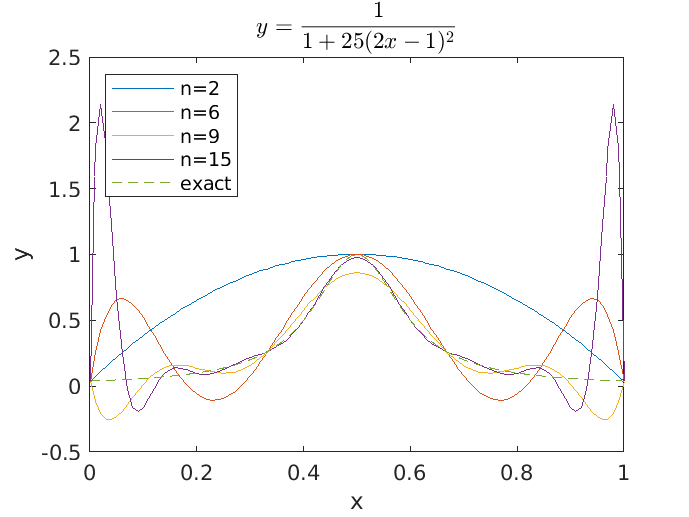 y = \frac{1}{1 + 25(2x − 1)^2}
2.5
n=2
n=6
2
n=9
n=15
1.5
exact
1
y
0.5
0
-0.5
0 0.2 0.4 0.6 0.8 1
x